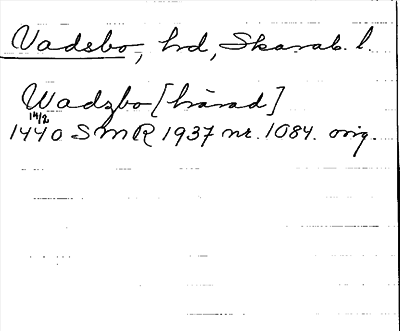 Vadsbo, hd, Skarab. l.
Wadzbo [härad]
14/2
1440 SMR 1937 nr. 1084. orig.